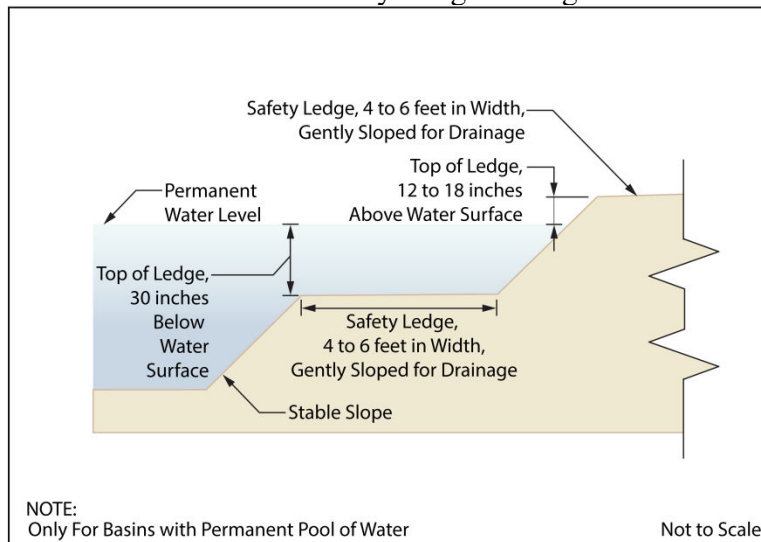 Safety Ledge, 4 to 6 feet in Width,
Gently Sloped for Drainage
Top of Ledge,
12 to 18 inches
Above Water Surface
Permanent
Water Level
Top of Ledge,
30 inches
Below
Water
Surface
Safety Ledge,
4 to 6 feet in Width,
Gently Sloped for Drainage
Stable Slope
NOTE:
Only For Basins with Permanent Pool of Water
Not to Scale